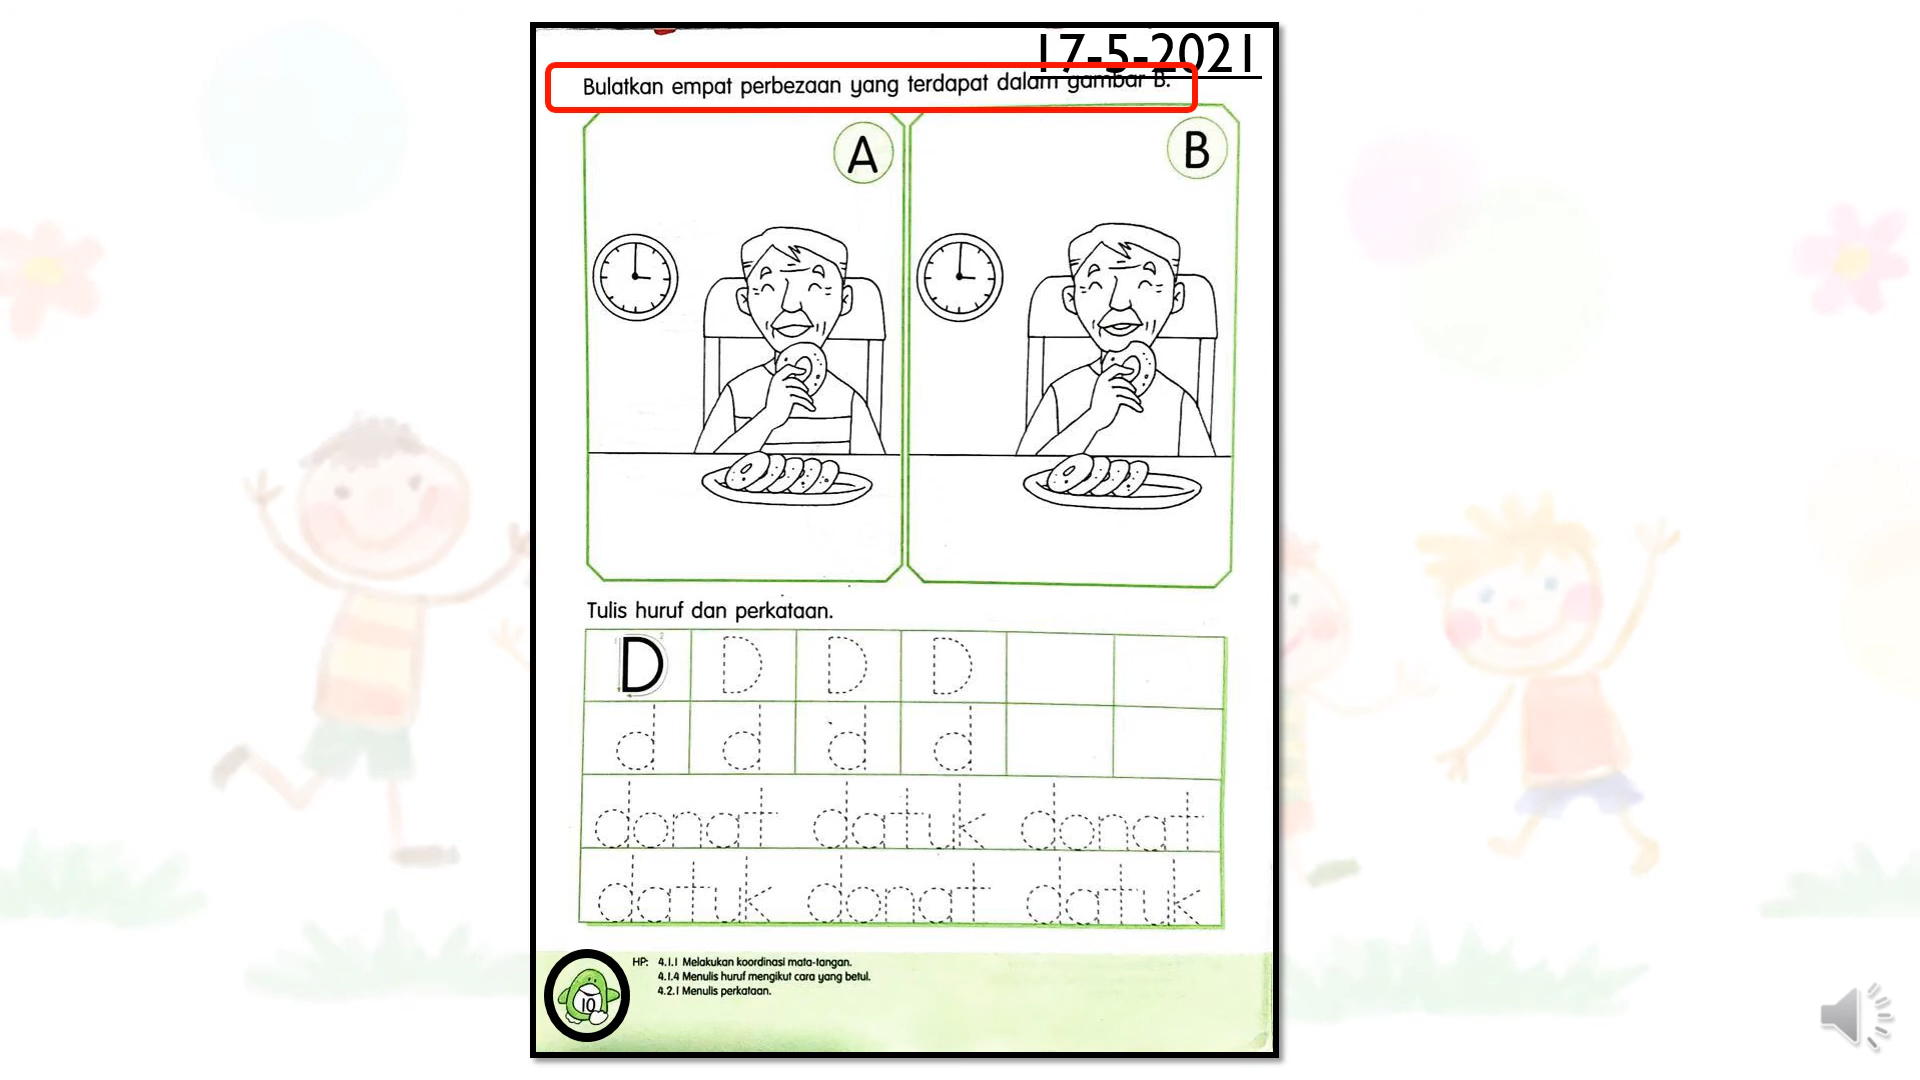 17-5-2021
Bulatkan empat perbezaan yang terdapat dalam gambar B.
A
B
Tulis huruf dan perkataan.
D D D D
d d d d
donat datuk donat
datuk donat datuk
HP: 4.1.1 Melakukan koordinasi mata-tangan.
4.1.4 Menulis huruf mengikut cara yang betul.
4.2.1 Menulis perkataan.
10